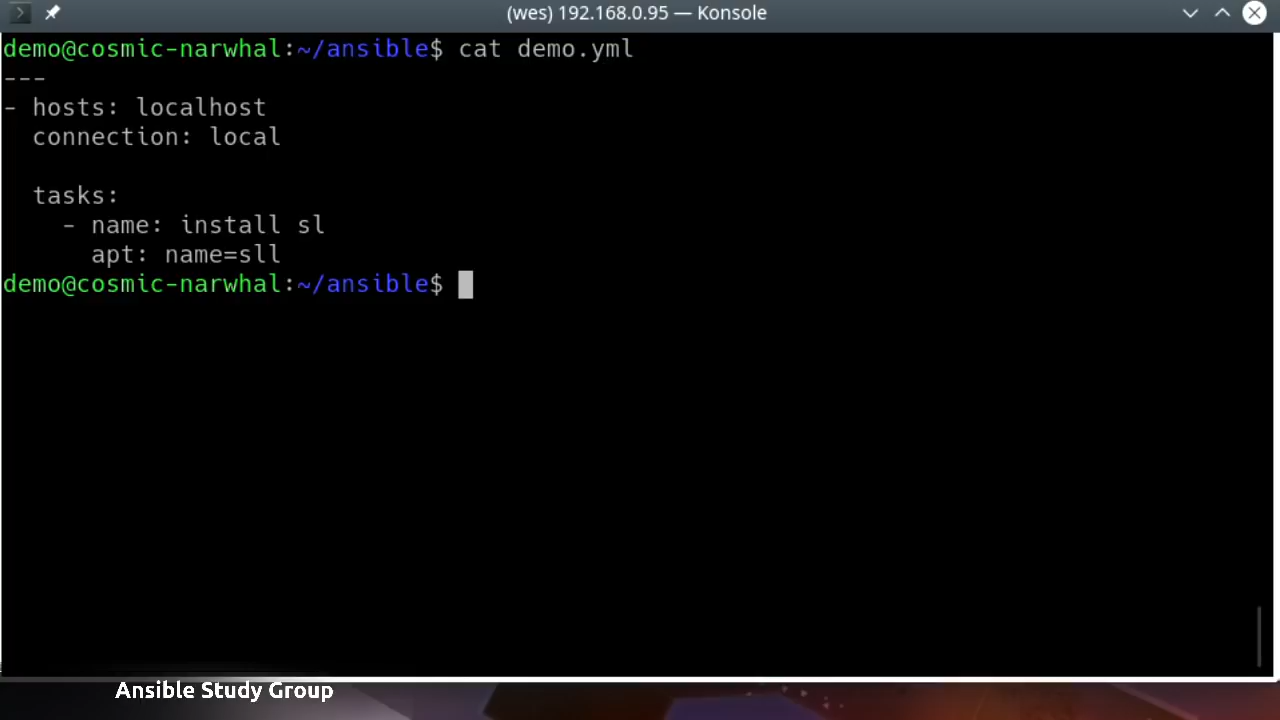 (wes) 192.168.0.95 — Konsole
demo@cosmic-narwhal:~/ansible$ cat demo.yml
---
- hosts: localhost
  connection: local

  tasks:
    - name: install sl
      apt: name=sll
demo@cosmic-narwhal:~/ansible$
Ansible Study Group